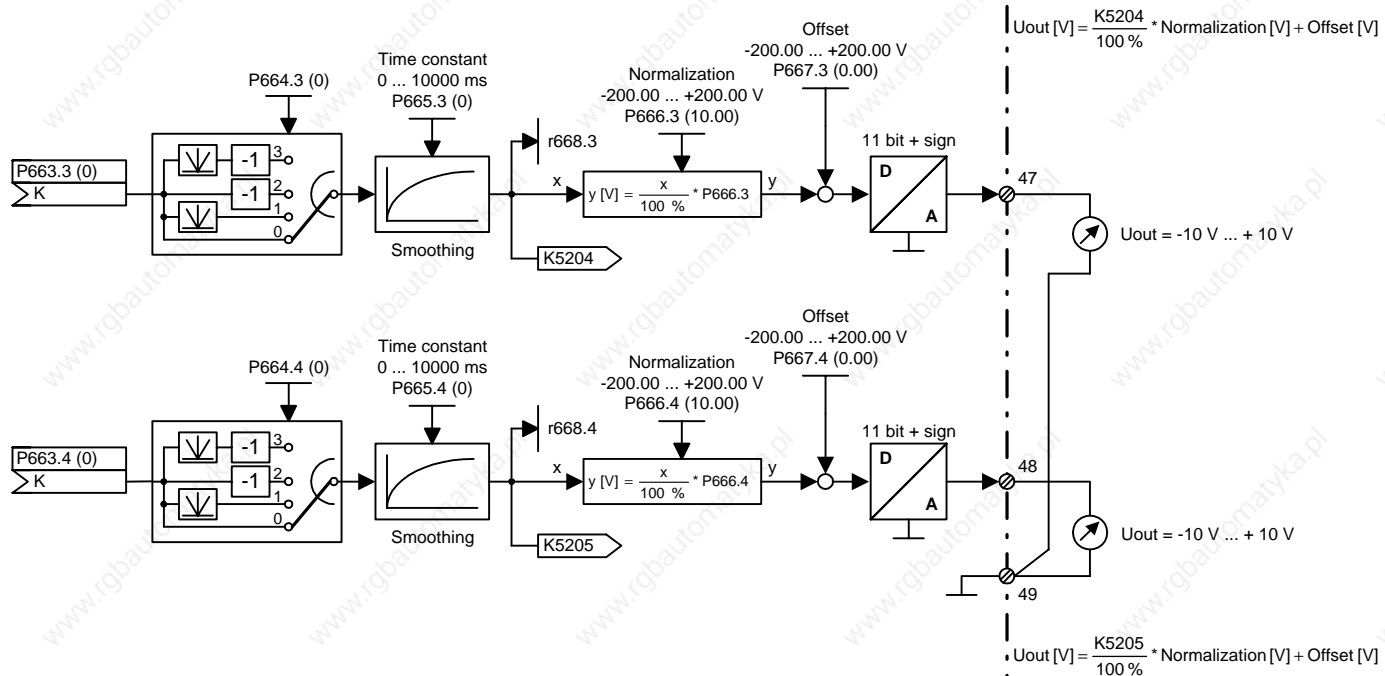 Uout [V] = K5204 / 100 % * Normalization [V] + Offset [V]
Offset
-200.00 ... +200.00 V
P667.3 (0.00)
Time constant
0 ... 10000 ms
P665.3 (0)
Normalization
-200.00 ... +200.00 V
P666.3 (10.00)
P664.3 (0)
r668.3
11 bit + sign
P663.3 (0)
K
-1
3
-1
2
1
0
x
y [V] = x / 100 % * P666.3
y
D
A
47
Uout = -10 V ... + 10 V
Smoothing
K5204
Offset
-200.00 ... +200.00 V
P667.4 (0.00)
Time constant
0 ... 10000 ms
P665.4 (0)
Normalization
-200.00 ... +200.00 V
P666.4 (10.00)
P664.4 (0)
r668.4
11 bit + sign
P663.4 (0)
K
-1
3
-1
2
1
0
x
y [V] = x / 100 % * P666.4
y
D
A
48
Uout = -10 V ... + 10 V
Smoothing
K5205
49
Uout [V] = K5205 / 100 % * Normalization [V] + Offset [V]
www.rgbautomatyka.pl